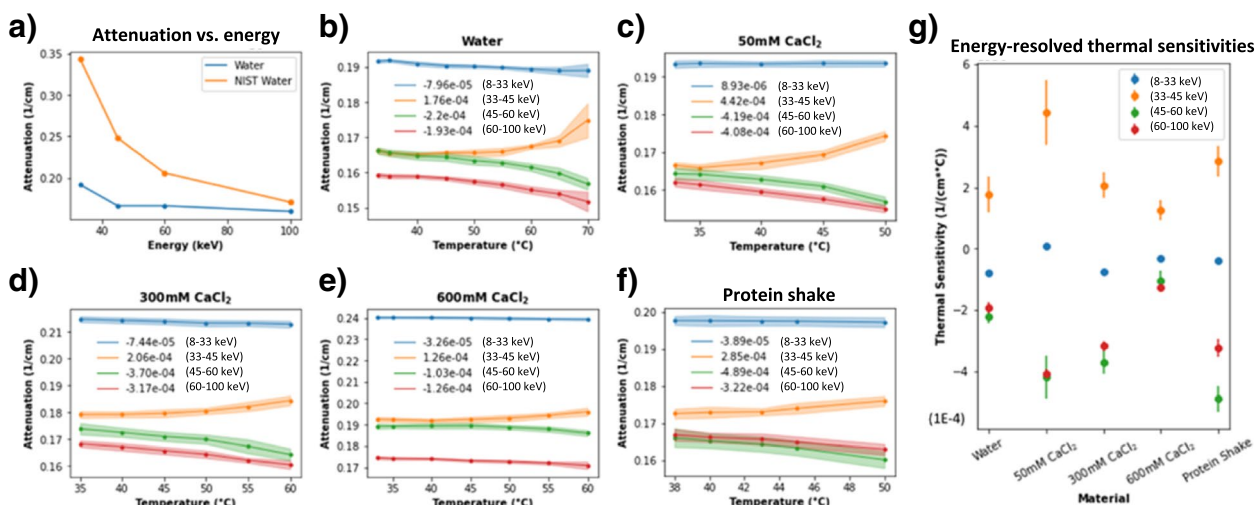 a)
Attenuation vs. energy
Attenuation (1/cm)
0.35
0.30
0.25
0.20
Water
NIST Water
40
60
80
100
Energy (keV)
b)
Water
Attenuation (1/cm)
0.19
0.18
0.17
0.16
0.15
-7.96e-05 (8-33 keV)
1.76e-04 (33-45 keV)
-2.2e-04 (45-60 keV)
-1.93e-04 (60-100 keV)
40
50
60
70
Temperature (°C)
c)
50mM CaCl₂
Attenuation (1/cm)
0.19
0.18
0.17
0.16
8.93e-06 (8-33 keV)
4.42e-04 (33-45 keV)
-4.19e-04 (45-60 keV)
-4.08e-04 (60-100 keV)
35
40
45
50
Temperature (°C)
d)
300mM CaCl₂
Attenuation (1/cm)
0.21
0.20
0.19
0.18
0.17
0.16
-7.44e-05 (8-33 keV)
2.06e-04 (33-45 keV)
-3.70e-04 (45-60 keV)
-3.17e-04 (60-100 keV)
35
40
45
50
55
60
Temperature (°C)
e)
600mM CaCl₂
Attenuation (1/cm)
0.24
0.23
0.22
0.21
0.20
0.19
0.18
0.17
-3.26e-05 (8-33 keV)
1.26e-04 (33-45 keV)
-1.03e-04 (45-60 keV)
-1.26e-04 (60-100 keV)
35
40
45
50
55
60
Temperature (°C)
f)
Protein shake
Attenuation (1/cm)
0.20
0.19
0.18
0.17
0.16
-3.89e-05 (8-33 keV)
2.85e-04 (33-45 keV)
-4.89e-04 (45-60 keV)
-3.22e-04 (60-100 keV)
38
40
42
44
46
48
50
Temperature (°C)
g)
Energy-resolved thermal sensitivities
Thermal Sensitivity (1/(cm*°C))
6
4
2
0
−2
−4
(1E-4)
(8-33 keV)
(33-45 keV)
(45-60 keV)
(60-100 keV)
Water
50mM CaCl₂
300mM CaCl₂
600mM CaCl₂
Protein Shake
Material